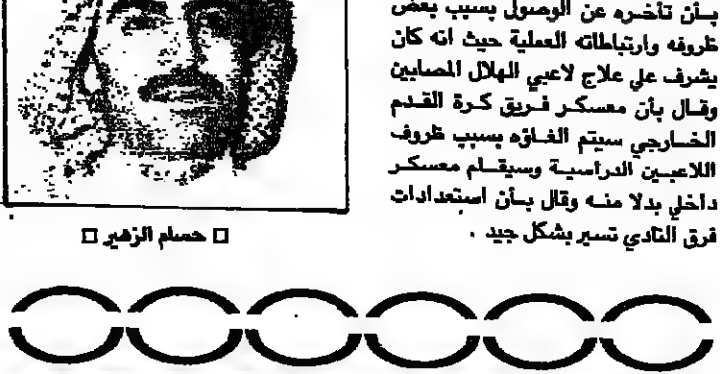 بأن تأخره عن الوصول بسبب بعض
ظروفه وارتباطاته العملية حيث انه كان
يشرف علي علاج لاعبي الهلال المصابين
وقال بأن معسكر فريق كرة القدم
الخارجي سيتم الغاؤه بسبب ظروف
اللاعبين الدراسية وسيقام معسكر
داخلي بدلا منه وقال بأن استعدادات
فرق النادي تسير بشكل جيد .
□ حسام الزهير □